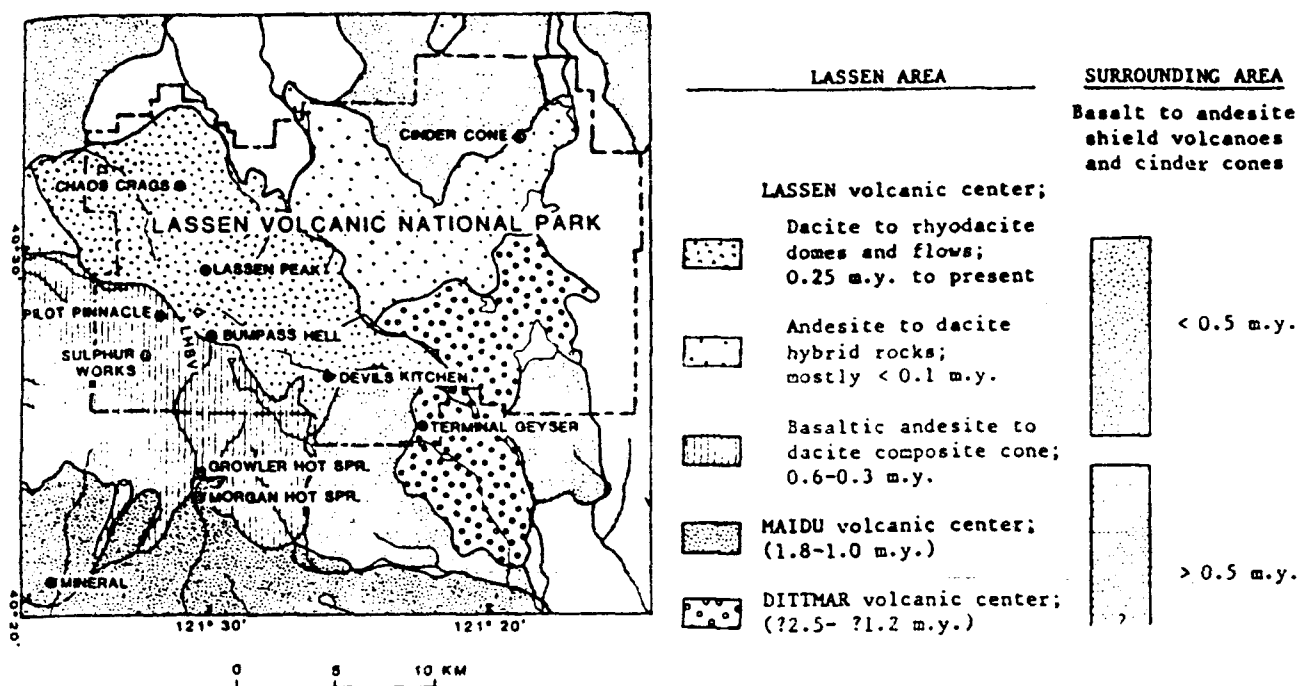 CINDER CONE
CHAOS CRAGS
LASSEN VOLCANIC NATIONAL PARK
LASSEN PEAK
PILOT PINNACLE
BUMPASS HELL
LHSV
SULPHUR
WORKS
DEVILS KITCHEN
TERMINAL GEYSER
GROWLER HOT SPR.
MORGAN HOT SPR.
MINERAL
40°30'
40°20'
121° 30'
121° 20'
0 5 10 KM
LASSEN AREA
LASSEN volcanic center;
Dacite to rhyodacite
domes and flows;
0.25 m.y. to present
Andesite to dacite
hybrid rocks;
mostly < 0.1 m.y.
Basaltic andesite to
dacite composite cone;
0.6-0.3 m.y.
MAIDU volcanic center;
(1.8-1.0 m.y.)
DITTMAR volcanic center;
(?2.5- ?1.2 m.y.)
SURROUNDING AREA
Basalt to andesite
shield volcanoes
and cinder cones
< 0.5 m.y.
> 0.5 m.y.
?